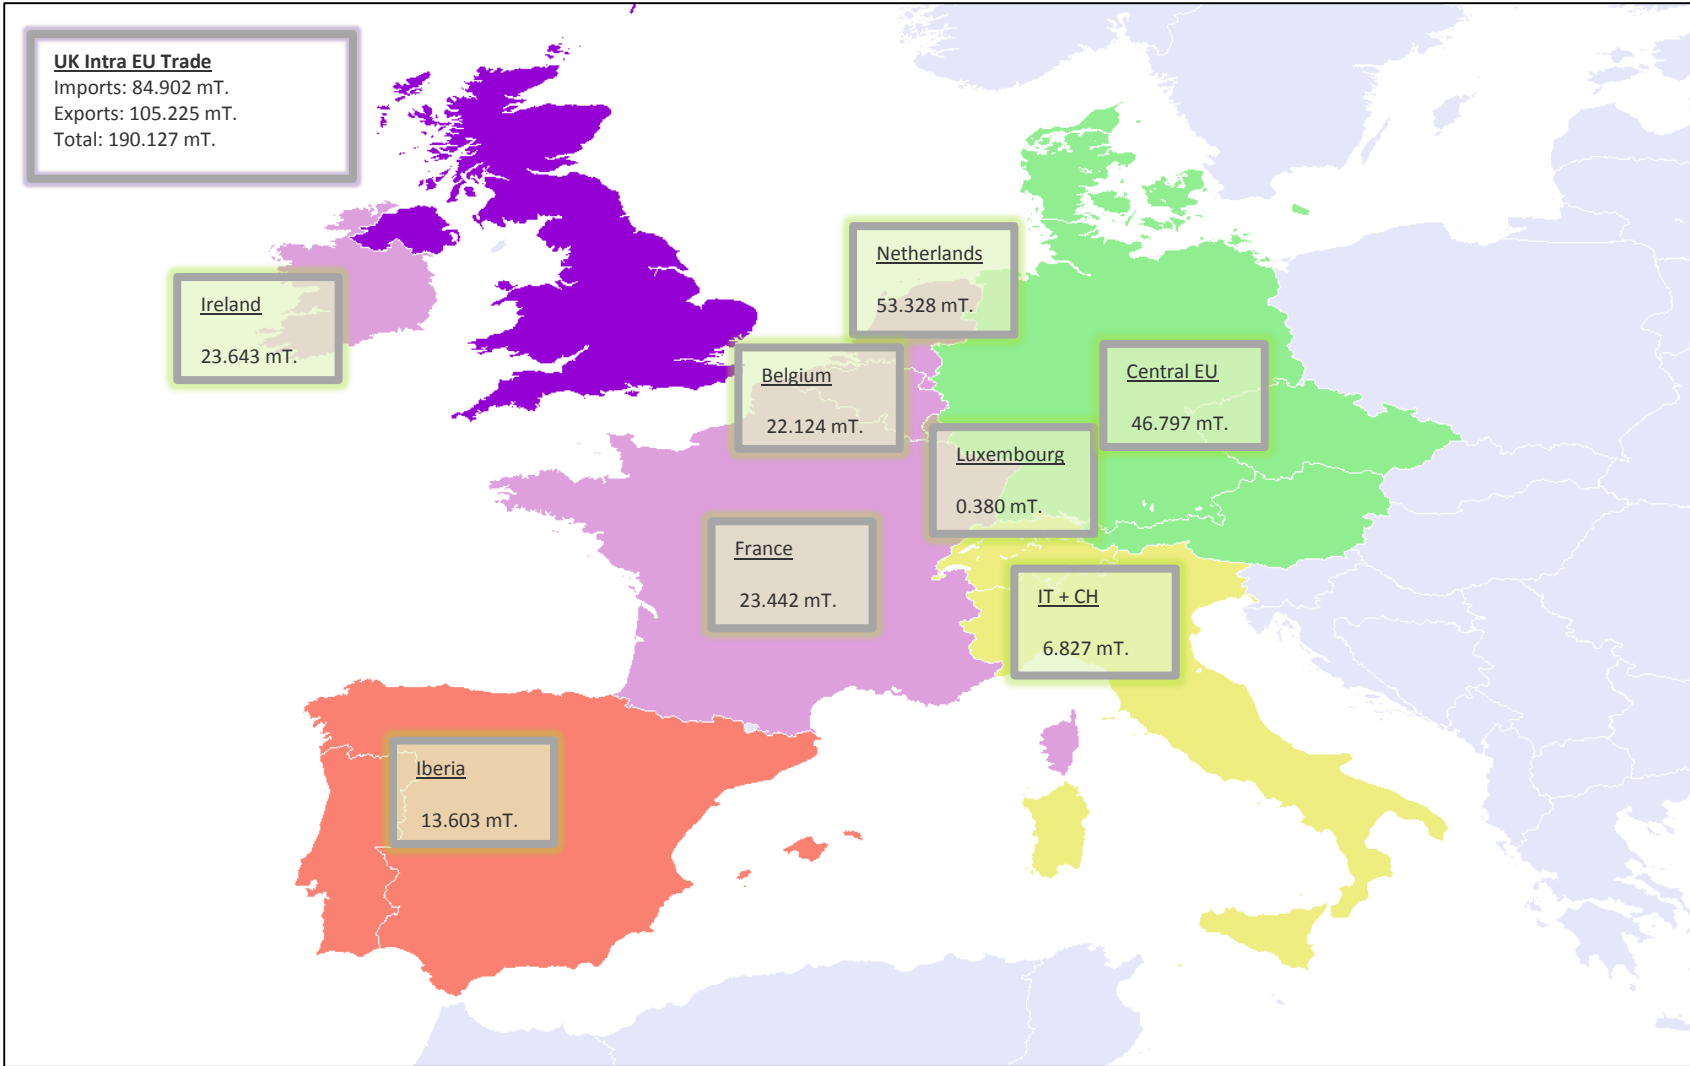 UK Intra EU Trade
Imports: 84.902 mT.
Exports: 105.225 mT.
Total: 190.127 mT.
Netherlands
53.328 mT.
Ireland
23.643 mT.
Belgium
22.124 mT.
Central EU
46.797 mT.
Luxembourg
0.380 mT.
France
23.442 mT.
IT + CH
6.827 mT.
Iberia
13.603 mT.